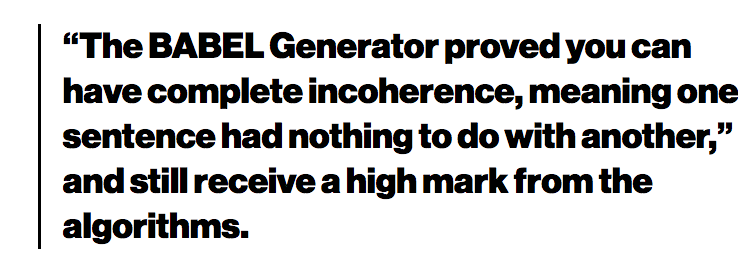 “The BABEL Generator proved you can
have complete incoherence, meaning one
sentence had nothing to do with another,”
and still receive a high mark from the
algorithms.